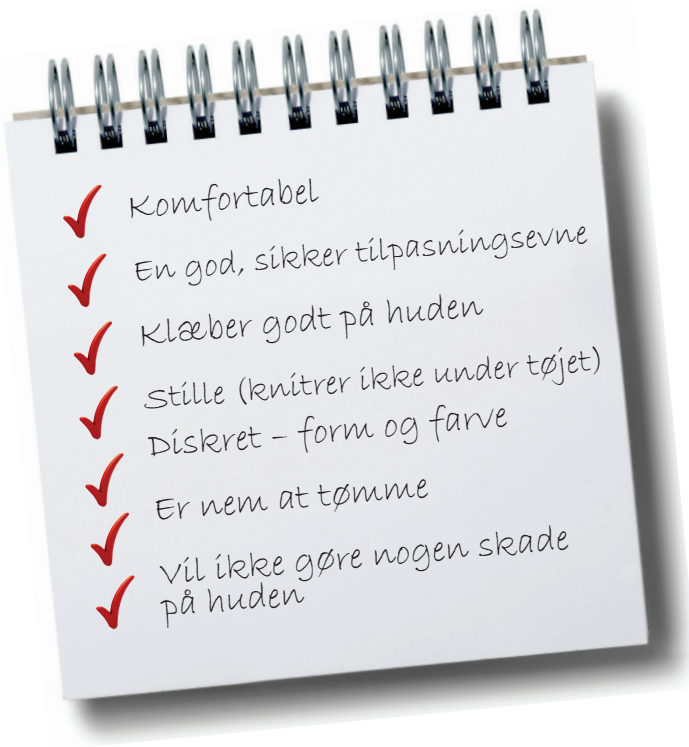 Komfortabel
En god, sikker tilpasningsevne
Klæber godt på huden
Stille (knitrer ikke under tøjet)
Diskret – form og farve
Er nem at tømme
Vil ikke gøre nogen skade
på huden